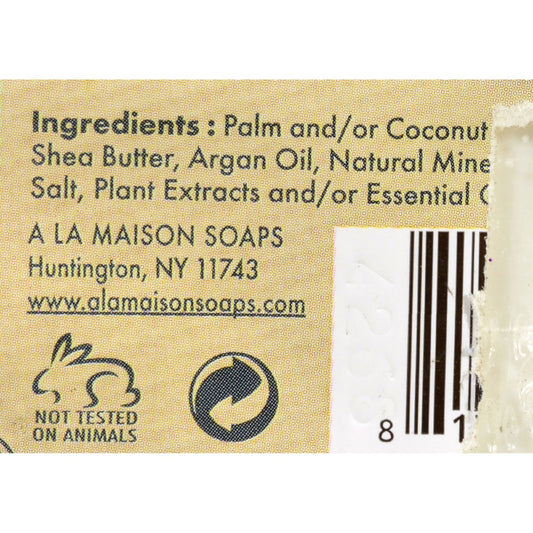 Ingredients : Palm and/or Coconut
Shea Butter, Argan Oil, Natural Mine
Salt, Plant Extracts and/or Essential
A LA MAISON SOAPS
Huntington, NY 11743
www.alamaisonsoaps.com
NOT TESTED
ON ANIMALS
8 1